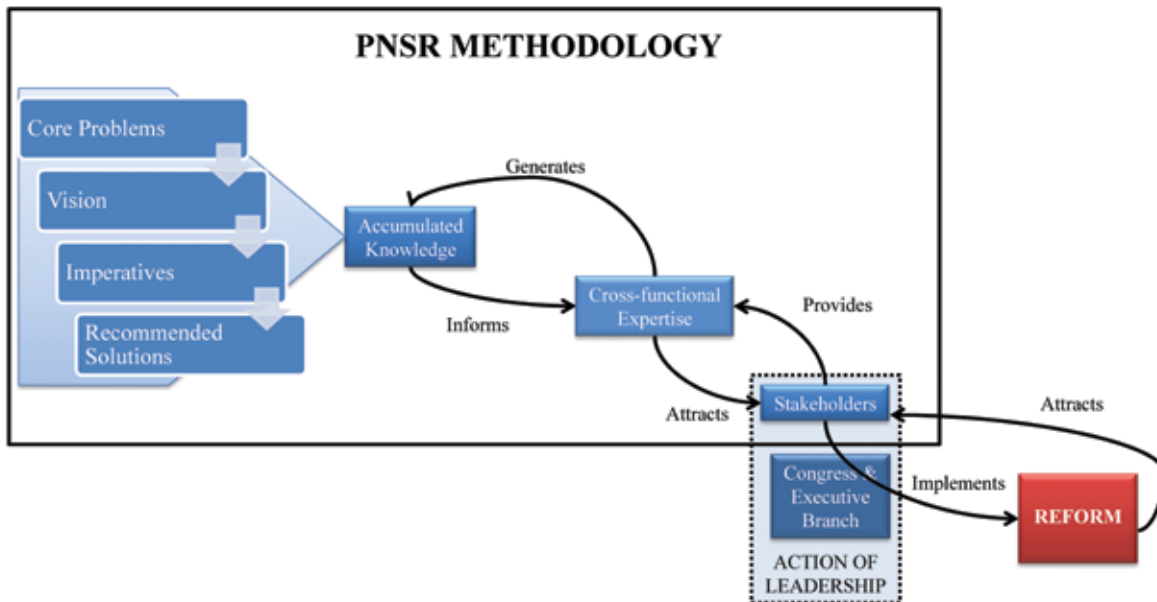 PNSR METHODOLOGY
Core Problems
Vision
Imperatives
Recommended
Solutions
Generates
Accumulated
Knowledge
Informs
Cross-functional
Expertise
Provides
Attracts
Stakeholders
Attracts
Congress &
Executive
Branch
Implements
REFORM
ACTION OF
LEADERSHIP